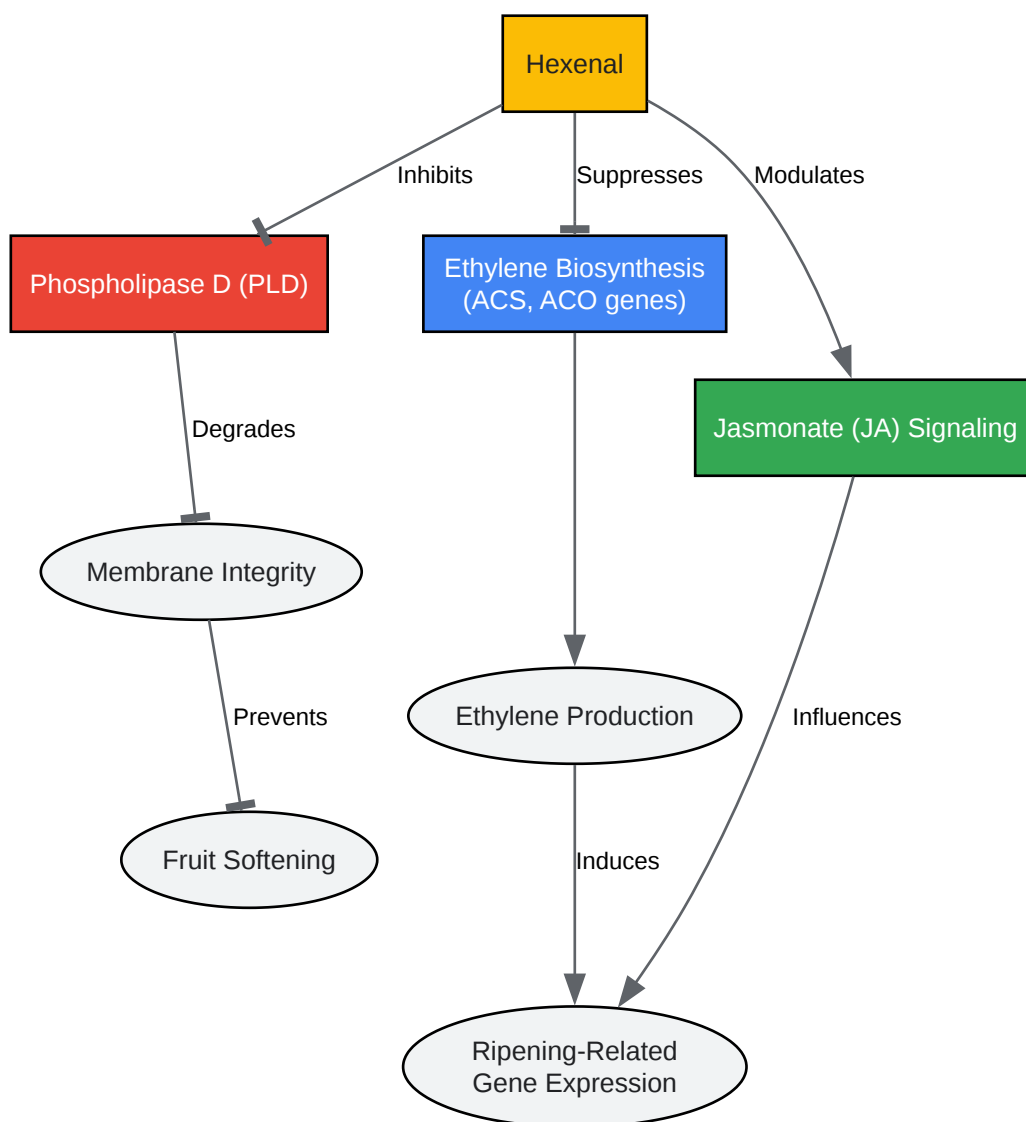 Hexenal
Inhibits
Suppresses
Modulates
Phospholipase D (PLD)
Ethylene Biosynthesis
(ACS, ACO genes)
Degrades
Jasmonate (JA) Signaling
Membrane Integrity
Prevents
Ethylene Production
Influences
Fruit Softening
Induces
Ripening-Related
Gene Expression